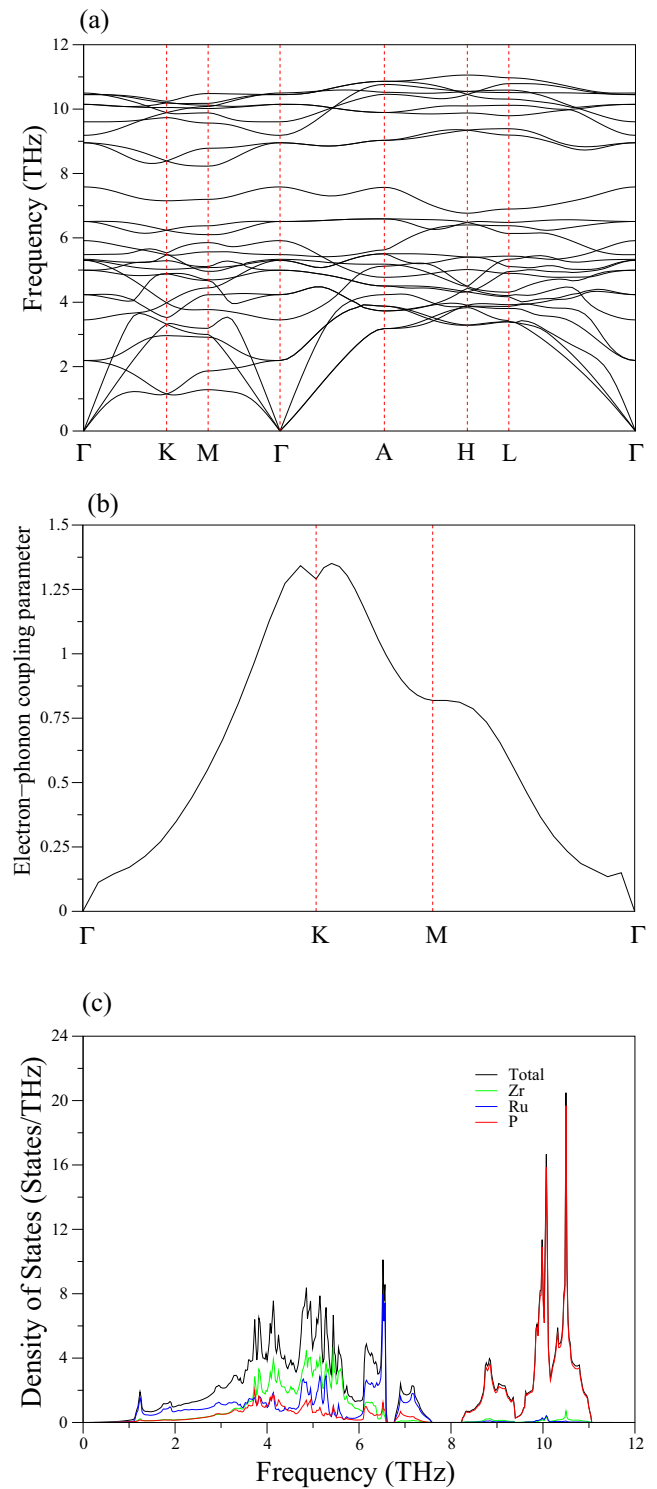 (a)
12
10
8
6
4
2
0
Frequency (THz)
Γ K M Γ A H L Γ
(b)
1.5
1.25
1
0.75
0.5
0.25
0
Electron−phonon coupling parameter
Γ K M Γ
(c)
24
20
16
12
8
4
0
Density of States (States/THz)
Total
Zr
Ru
P
0 2 4 6 8 10 12
Frequency (THz)